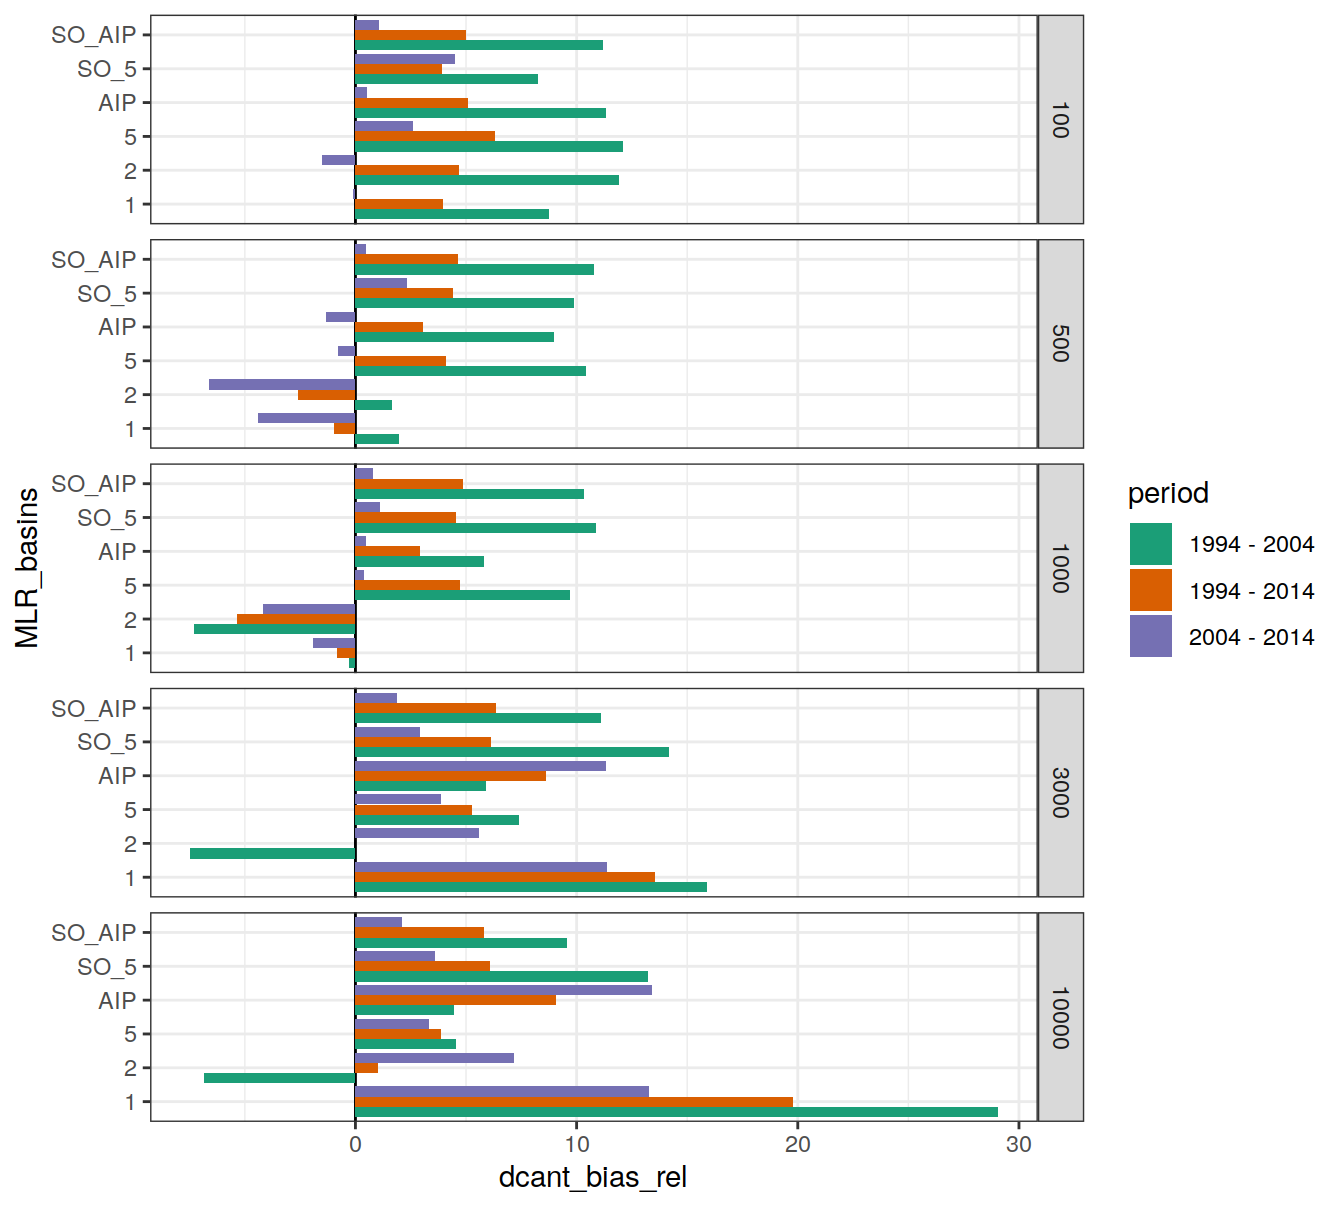 SO_AIP
SO_5
AIP
5
2
1
100
SO_AIP
SO_5
AIP
5
2
1
500
SO_AIP
SO_5
AIP
5
2
1
1000
SO_AIP
SO_5
AIP
5
2
1
3000
SO_AIP
SO_5
AIP
5
2
1
10000
0 10 20 30
dcant_bias_rel
MLR_basins
period
1994 - 2004
1994 - 2014
2004 - 2014